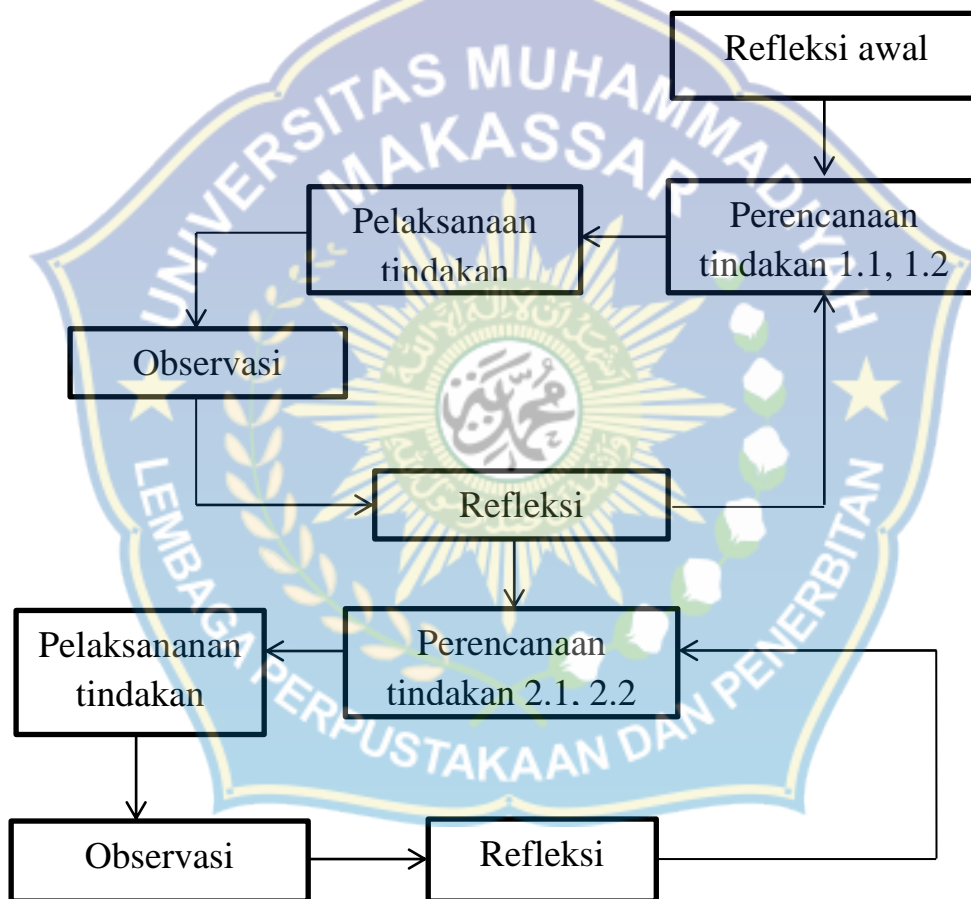 Refleksi awal
UNIVERSITAS MUHAMMADIYAH
MAKASSAR
Perencanaan
tindakan 1.1, 1.2
Pelaksanaan
tindakan
Observasi
محمد
Refleksi
Perencanaan
tindakan 2.1, 2.2
Pelaksananan
tindakan
LEMBAGA PERPUSTAKAAN DAN PENERBITAN
Observasi
Refleksi